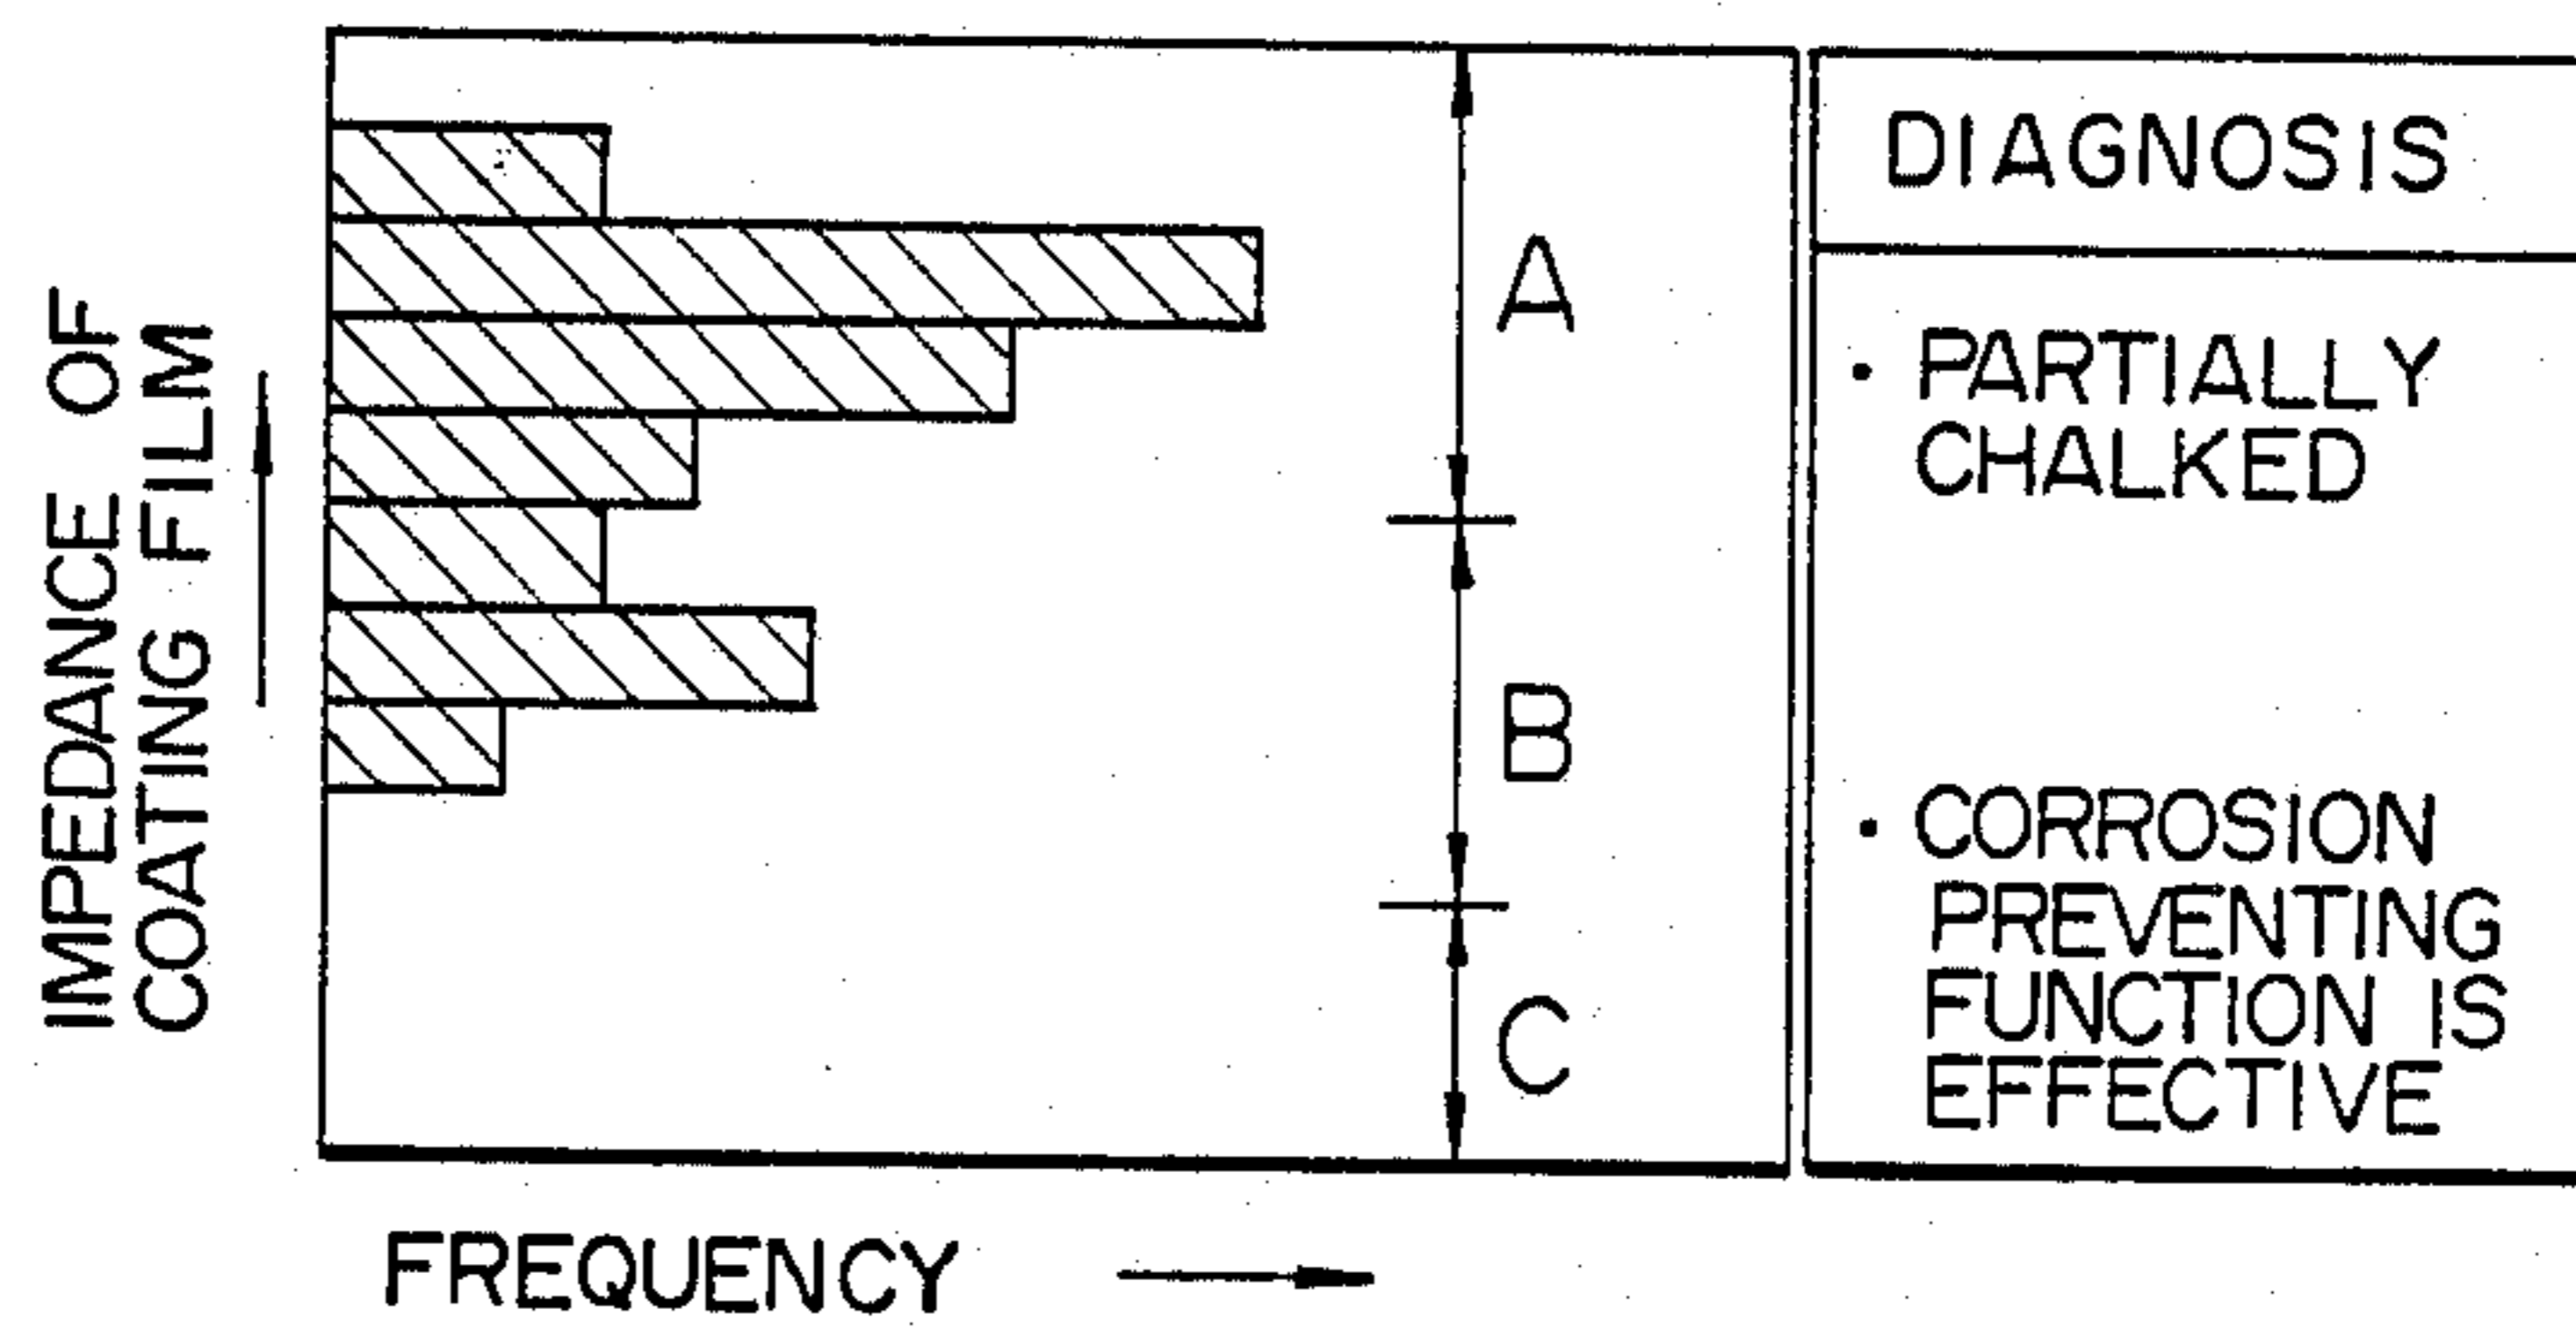 IMPEDANCE OF
COATING FILM
FREQUENCY
A
B
C
DIAGNOSIS
• PARTIALLY
CHALKED
• CORROSION
PREVENTING
FUNCTION IS
EFFECTIVE